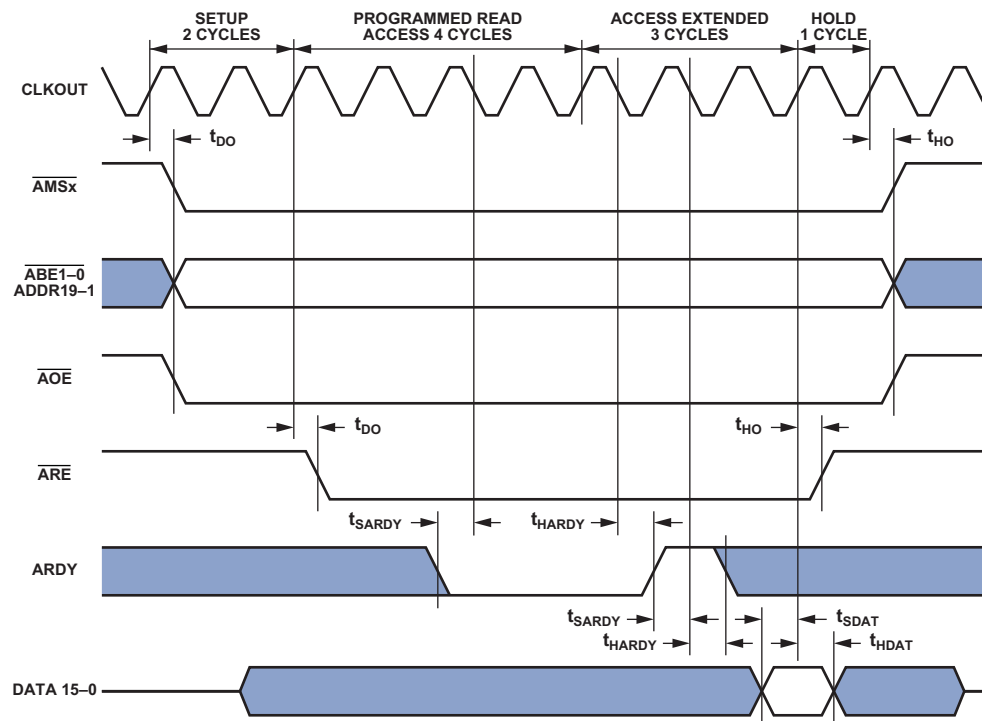 SETUP
2 CYCLES
PROGRAMMED READ
ACCESS 4 CYCLES
ACCESS EXTENDED
3 CYCLES
HOLD
1 CYCLE
CLKOUT
tDO
tHO
AMSx
ABE1–0
ADDR19–1
AOE
tDO
tHO
ARE
tSARDY
tHARDY
ARDY
tSARDY
tSDAT
tHARDY
tHDAT
DATA 15–0